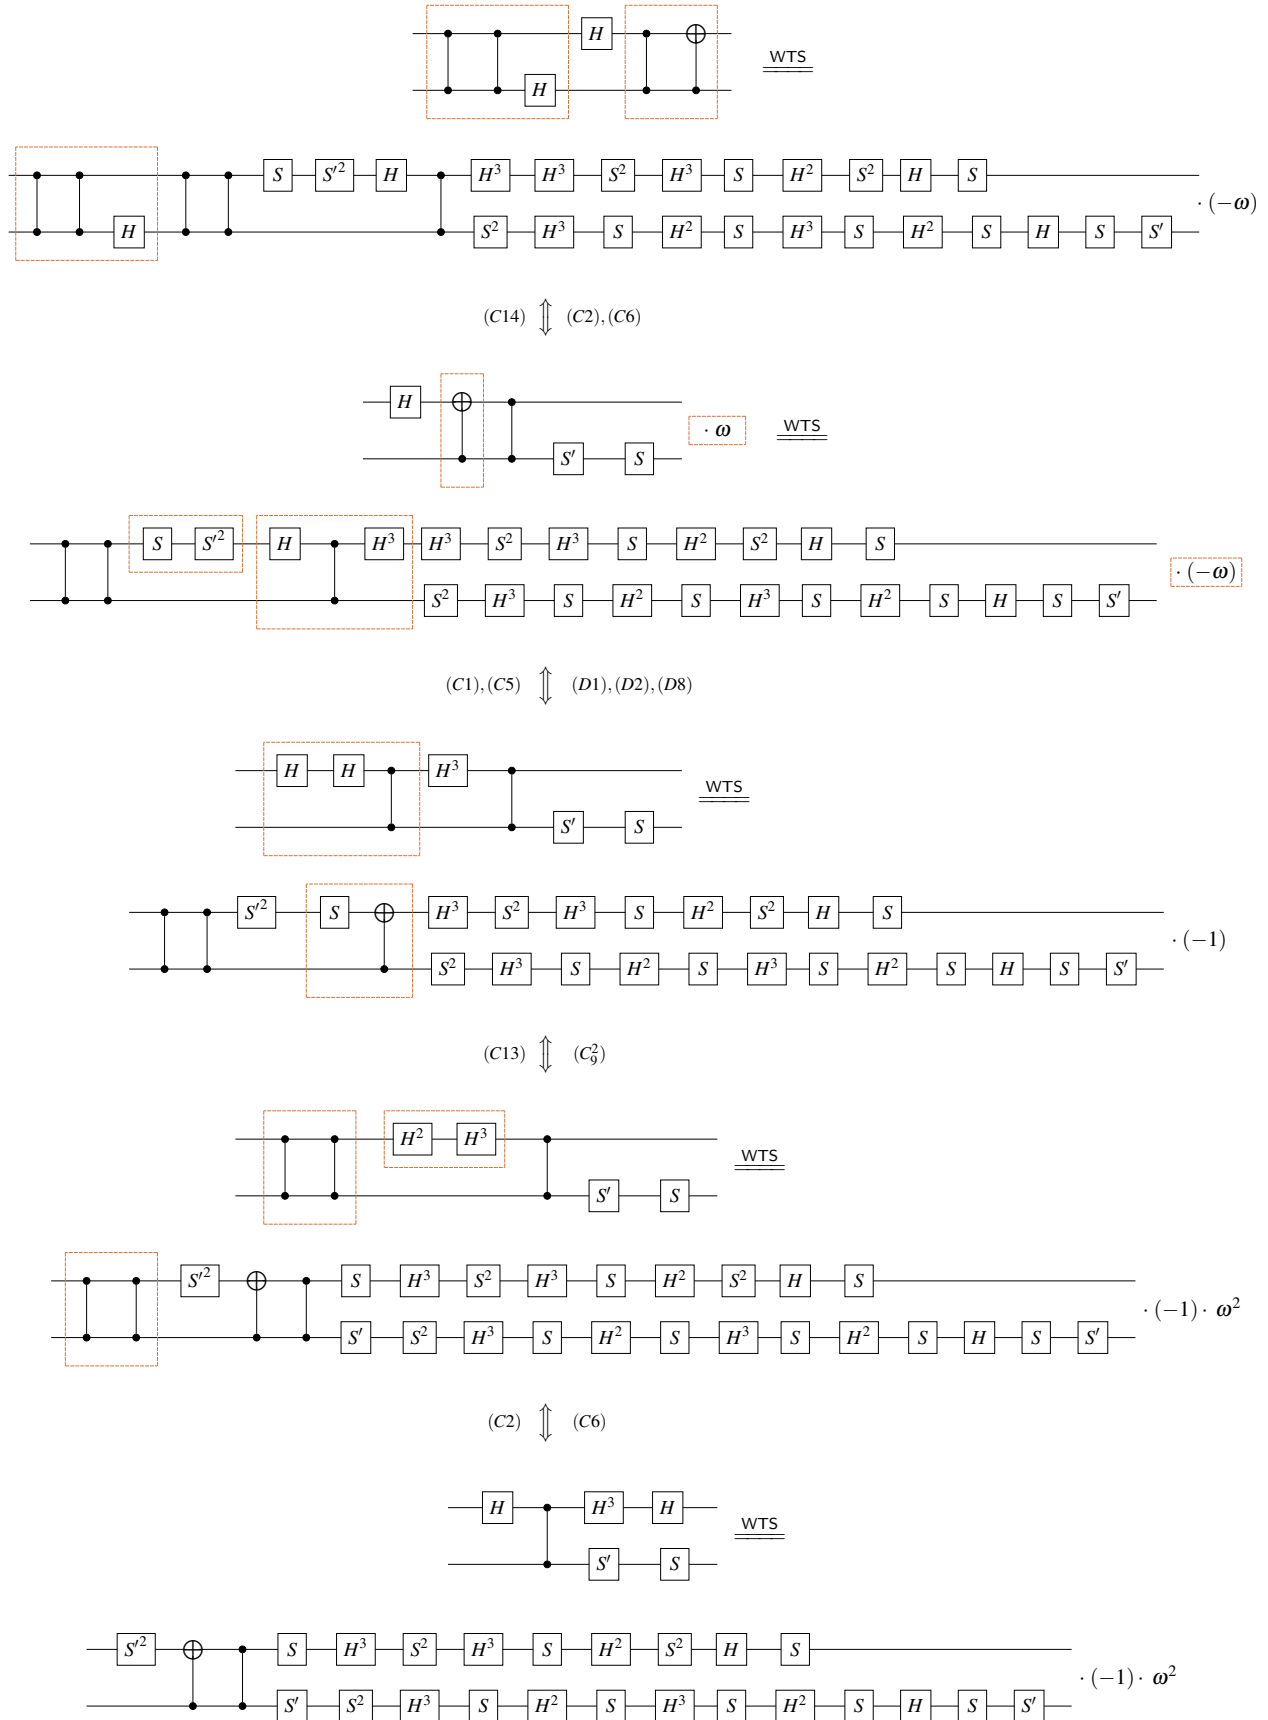 H
WTS
H
S S′² H H³ H³ S² H³ S H² S² H S
· (−ω)
H S² H³ S H² S H³ S H² S H S S′
(C14) ⇕ (C2), (C6)
H
· ω WTS
S′ S
S S′² H H³ H³ S² H³ S H² S² H S
· (−ω)
S² H³ S H² S H³ S H² S H S S′
(C1), (C5) ⇕ (D1), (D2), (D8)
H H H³
WTS
S′ S
S′² S H³ S² H³ S H² S² H S
· (−1)
S² H³ S H² S H³ S H² S H S S′
(C13) ⇕ (C₉²)
H² H³
WTS
S′ S
S′² S H³ S² H³ S H² S² H S
· (−1) · ω²
S′ S² H³ S H² S H³ S H² S H S S′
(C2) ⇕ (C6)
H H³ H
WTS
S′ S
S′² S H³ S² H³ S H² S² H S
· (−1) · ω²
S′ S² H³ S H² S H³ S H² S H S S′